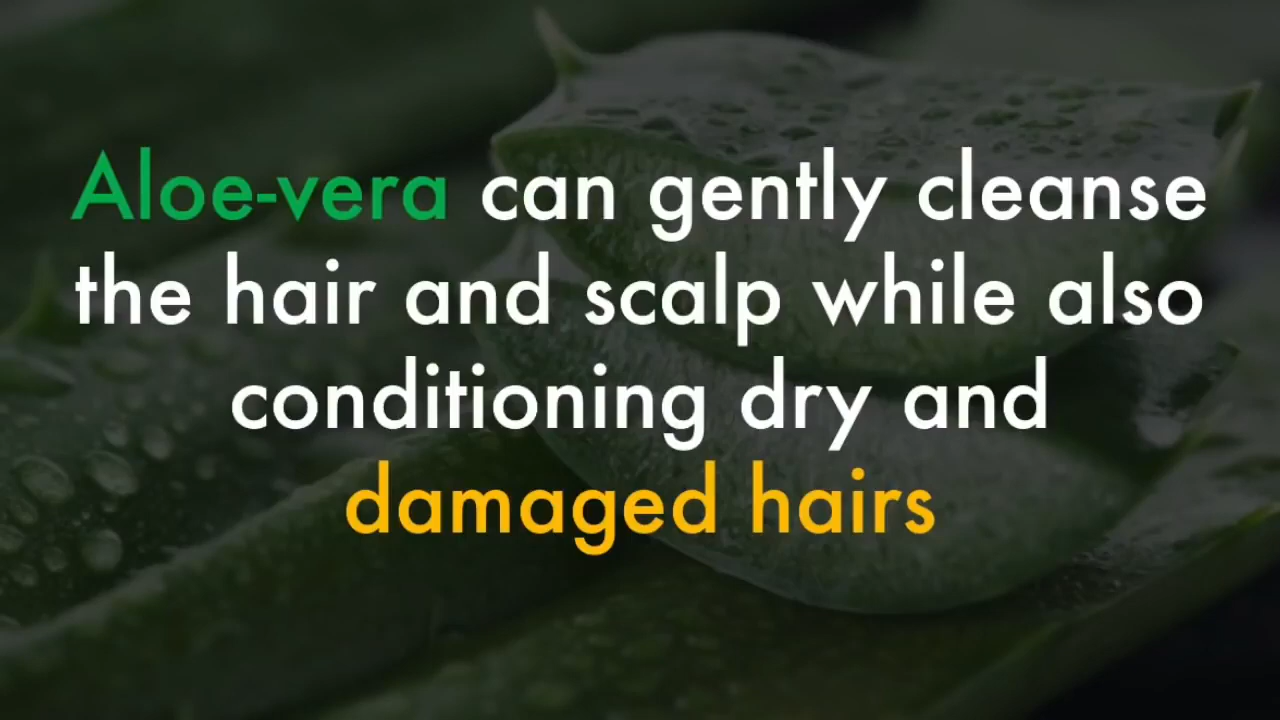 Aloe-vera can gently cleanse
the hair and scalp while also
conditioning dry and
damaged hairs